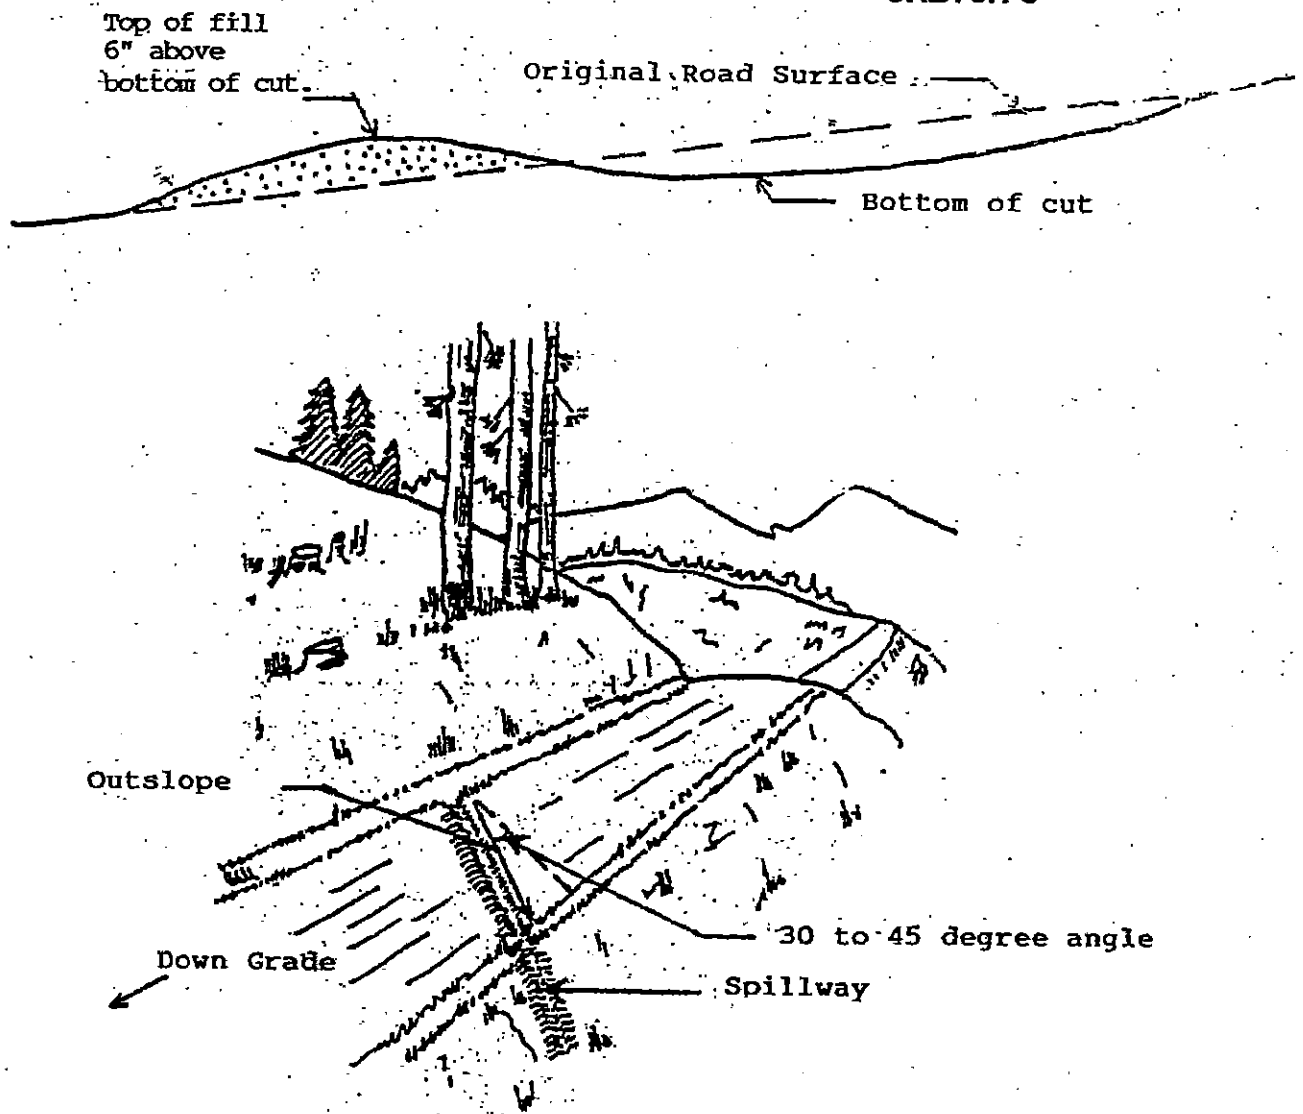 Top of fill
6" above
bottom of cut.
Original Road Surface
Bottom of cut
Outslope
30 to 45 degree angle
Down Grade
Spillway